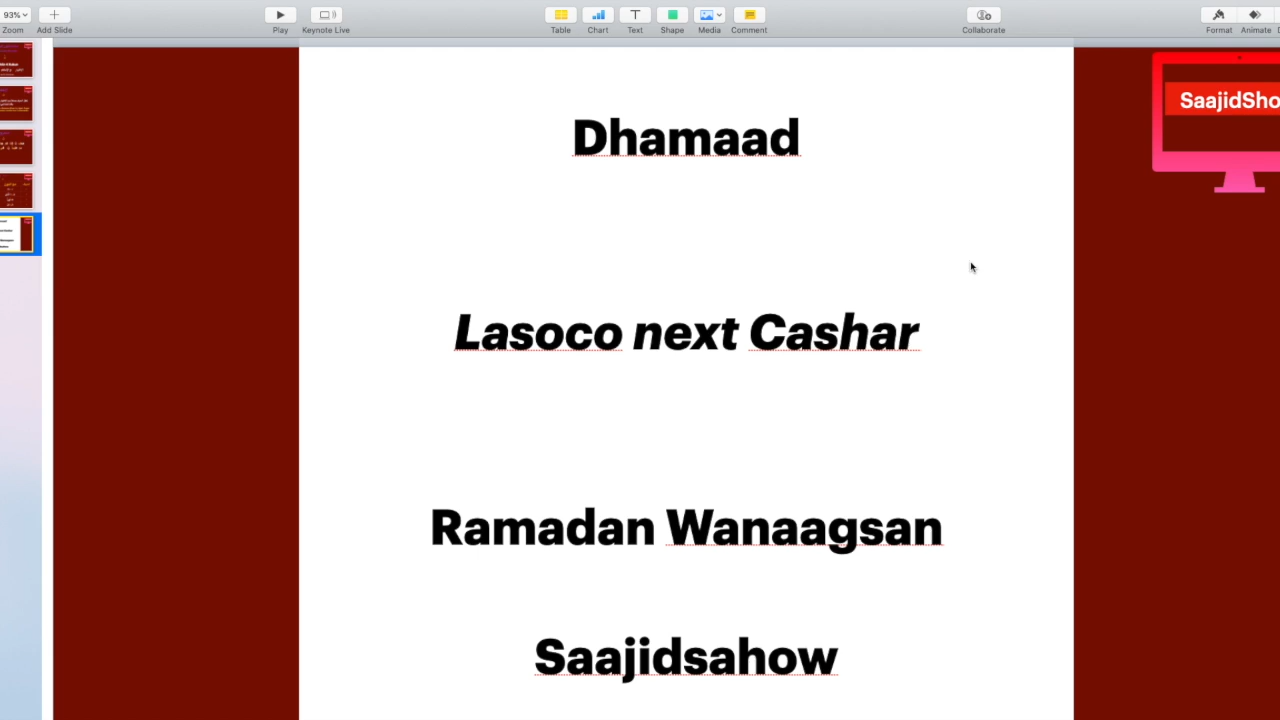 93%
Zoom
Add Slide
Play
Keynote Live
Table
Chart
Text
Shape
Media
Comment
Collaborate
Format
Animate
SaajidSho
Dhamaad
Lasoco next Cashar
Ramadan Wanaagsan
Saajidsahow